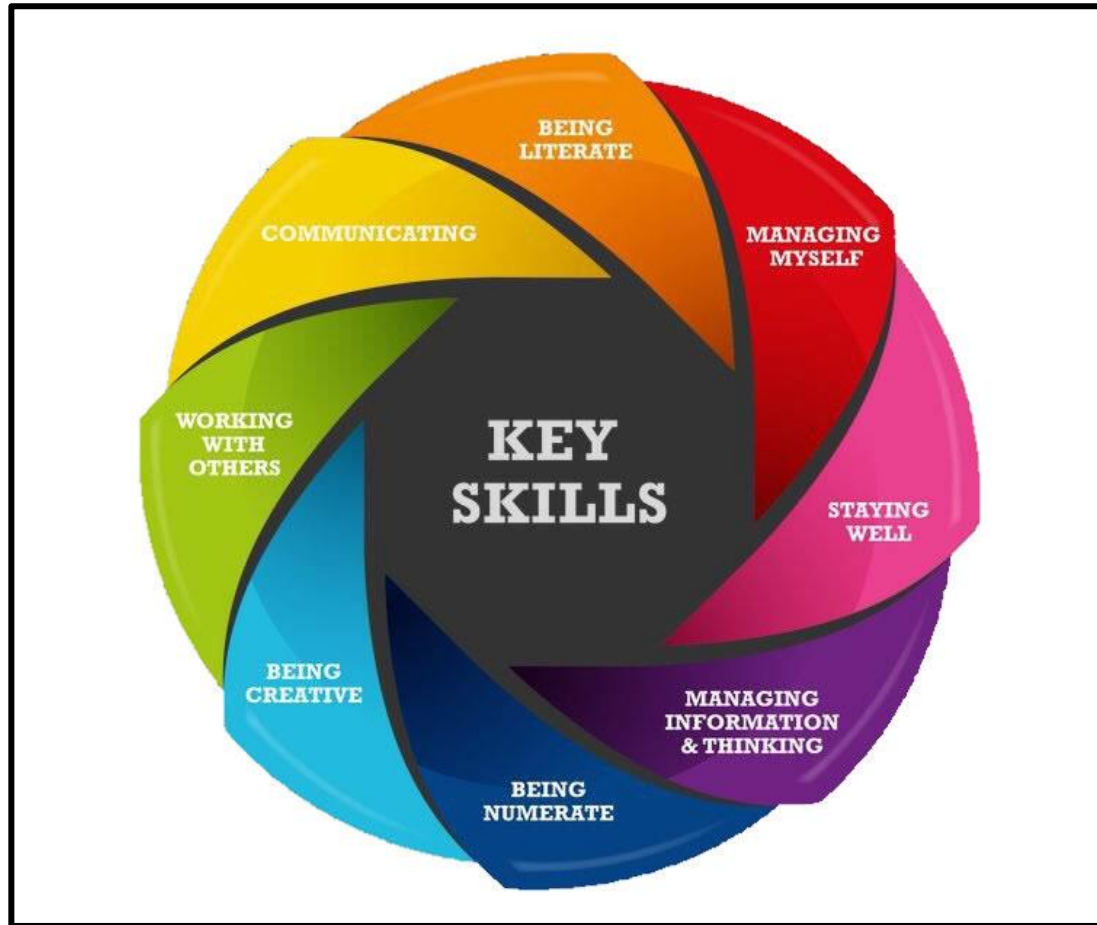 KEY
SKILLS
BEING
LITERATE
MANAGING
MYSELF
STAYING
WELL
MANAGING
INFORMATION
& THINKING
BEING
NUMERATE
BEING
CREATIVE
WORKING
WITH
OTHERS
COMMUNICATING